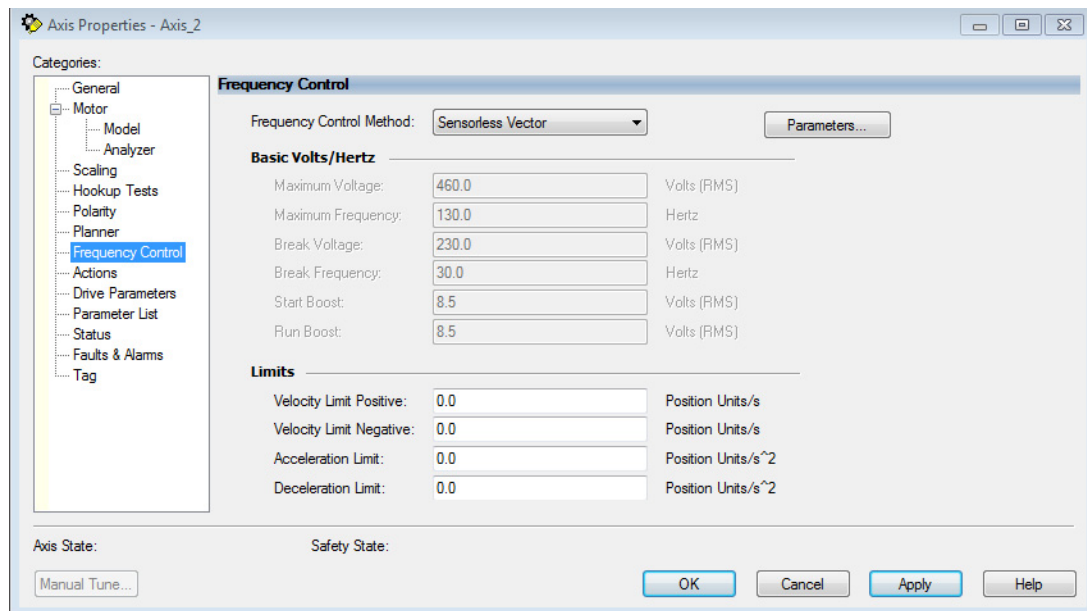 Axis Properties - Axis_2
Categories:
General
Motor
Model
Analyzer
Scaling
Hookup Tests
Polarity
Planner
Frequency Control
Actions
Drive Parameters
Parameter List
Status
Faults & Alarms
Tag
Frequency Control
Frequency Control Method: Sensorless Vector Parameters...
Basic Volts/Hertz
Maximum Voltage: 460.0 Volts (RMS)
Maximum Frequency: 130.0 Hertz
Break Voltage: 230.0 Volts (RMS)
Break Frequency: 30.0 Hertz
Start Boost: 8.5 Volts (RMS)
Run Boost: 8.5 Volts (RMS)
Limits
Velocity Limit Positive: 0.0 Position Units/s
Velocity Limit Negative: 0.0 Position Units/s
Acceleration Limit: 0.0 Position Units/s^2
Deceleration Limit: 0.0 Position Units/s^2
Axis State: Safety State:
Manual Tune... OK Cancel Apply Help